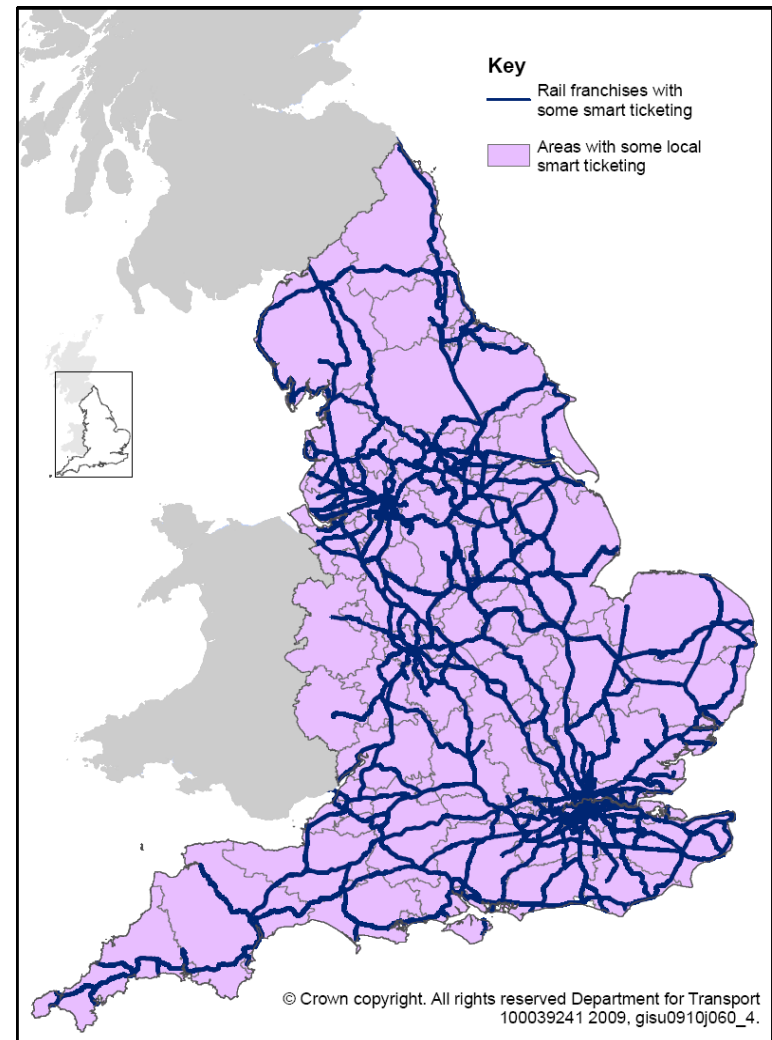 Key
Rail franchises with
some smart ticketing
Areas with some local
smart ticketing
© Crown copyright. All rights reserved Department for Transport
100039241 2009, gisu0910j060_4.